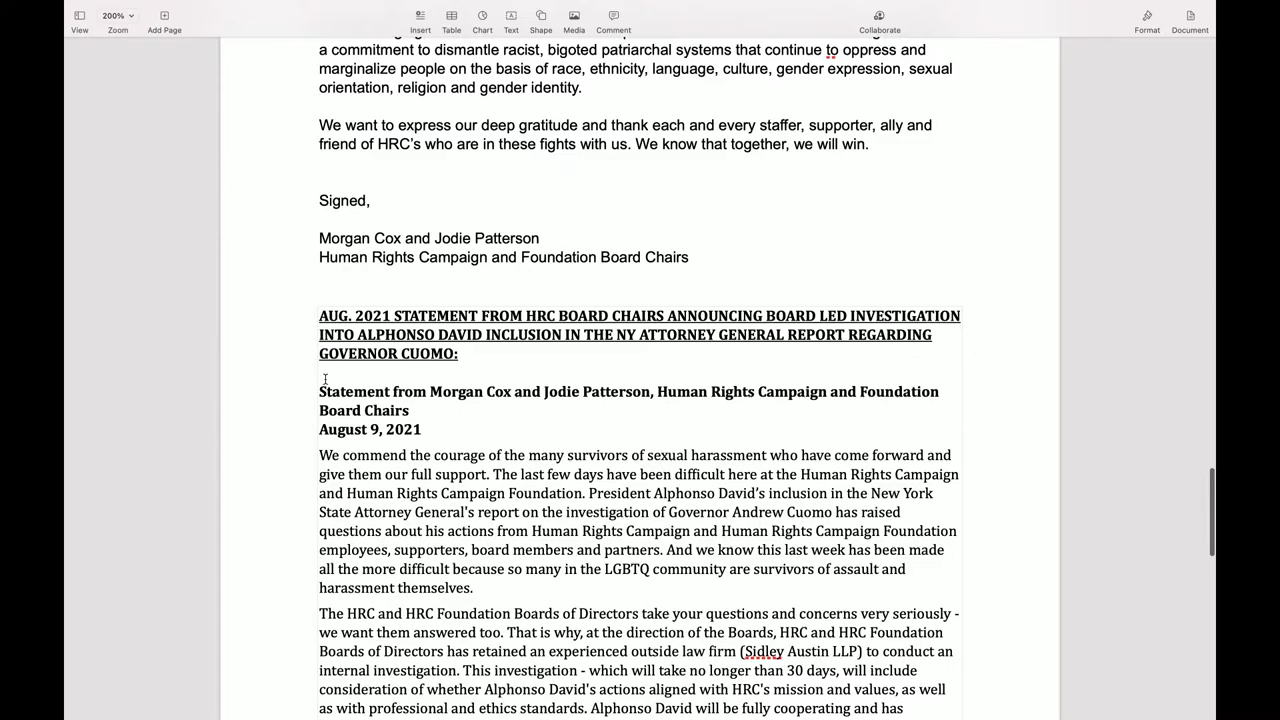 200%
View
Zoom
Add Page
Insert
Table
Chart
Text
Shape
Media
Comment
Collaborate
Format
Document
a commitment to dismantle racist, bigoted patriarchal systems that continue to oppress and
marginalize people on the basis of race, ethnicity, language, culture, gender expression, sexual
orientation, religion and gender identity.
We want to express our deep gratitude and thank each and every staffer, supporter, ally and
friend of HRC's who are in these fights with us. We know that together, we will win.
Signed,
Morgan Cox and Jodie Patterson
Human Rights Campaign and Foundation Board Chairs
AUG. 2021 STATEMENT FROM HRC BOARD CHAIRS ANNOUNCING BOARD LED INVESTIGATION
INTO ALPHONSO DAVID INCLUSION IN THE NY ATTORNEY GENERAL REPORT REGARDING
GOVERNOR CUOMO:
Statement from Morgan Cox and Jodie Patterson, Human Rights Campaign and Foundation
Board Chairs
August 9, 2021
We commend the courage of the many survivors of sexual harassment who have come forward and
give them our full support. The last few days have been difficult here at the Human Rights Campaign
and Human Rights Campaign Foundation. President Alphonso David's inclusion in the New York
State Attorney General's report on the investigation of Governor Andrew Cuomo has raised
questions about his actions from Human Rights Campaign and Human Rights Campaign Foundation
employees, supporters, board members and partners. And we know this last week has been made
all the more difficult because so many in the LGBTQ community are survivors of assault and
harassment themselves.
The HRC and HRC Foundation Boards of Directors take your questions and concerns very seriously -
we want them answered too. That is why, at the direction of the Boards, HRC and HRC Foundation
Boards of Directors has retained an experienced outside law firm (Sidley Austin LLP) to conduct an
internal investigation. This investigation - which will take no longer than 30 days, will include
consideration of whether Alphonso David's actions aligned with HRC's mission and values, as well
as with professional and ethics standards. Alphonso David will be fully cooperating and has